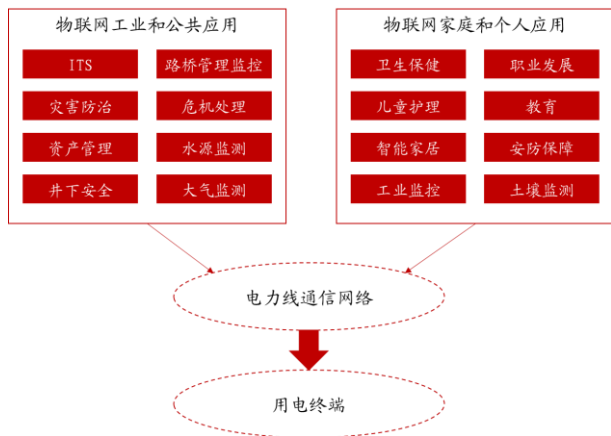 物联网工业和公共应用
ITS
路桥管理监控
灾害防治
危机处理
资产管理
水源监测
井下安全
大气监测
物联网家庭和个人应用
卫生保健
职业发展
儿童护理
教育
智能家居
安防保障
工业监控
土壤监测
电力线通信网络
用电终端